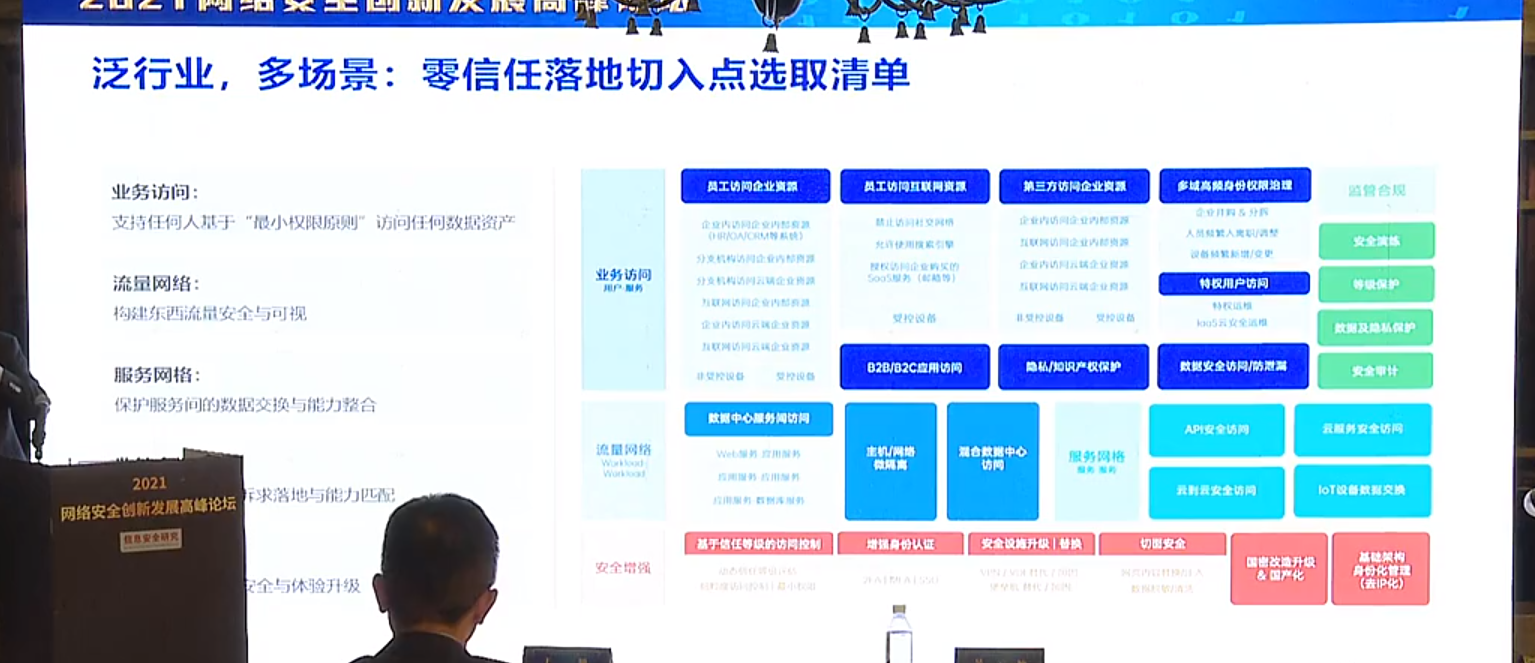 2021网络安全创新发展高峰论坛
泛行业，多场景：零信任落地切入点选取清单
业务访问：
支持任何人基于“最小权限原则”访问任何数据资产
流量网络：
构建东西流量安全与可视
服务网格：
保护服务间的数据交换与能力整合
诉求落地与能力匹配
安全与体验升级
业务访问
用户-服务
员工访问企业资源
企业内访问企业内部资源
（HR/OA/CRM等系统）
分支机构访问企业内部资源
分支机构访问云端企业资源
互联网访问企业内部资源
企业内访问云端企业资源
互联网访问云端企业资源
非受控设备 受控设备
员工访问互联网资源
禁止访问社交网络
允许使用搜索引擎
授权访问企业购买的
SaaS服务（邮箱等）
受控设备
B2B/B2C应用访问
第三方访问企业资源
企业内访问企业内部资源
互联网访问企业内部资源
企业内访问云端企业资源
互联网访问云端企业资源
非受控设备 受控设备
隐私/知识产权保护
多域高频身份权限治理
企业并购 & 分拆
人员频繁入离职/调整
设备频繁新增/变更
特权用户访问
特权运维
IaaS云安全运维
数据安全访问/防泄漏
监管合规
安全演练
等级保护
数据及隐私保护
安全审计
流量网络
Workload-
Workload
数据中心服务间访问
Web服务-应用服务
应用服务-应用服务
应用服务-数据库服务
主机/网络
微隔离
混合数据中心
访问
服务网格
服务-服务
API安全访问
云服务安全访问
云到云安全访问
IoT设备数据交换
安全增强
基于信任等级的访问控制
增强身份认证
安全设施升级 | 替换
切面安全
国密改造升级
& 国产化
基础架构
身份化管理
（去IP化）
2021
网络安全创新发展高峰论坛
信息安全研究